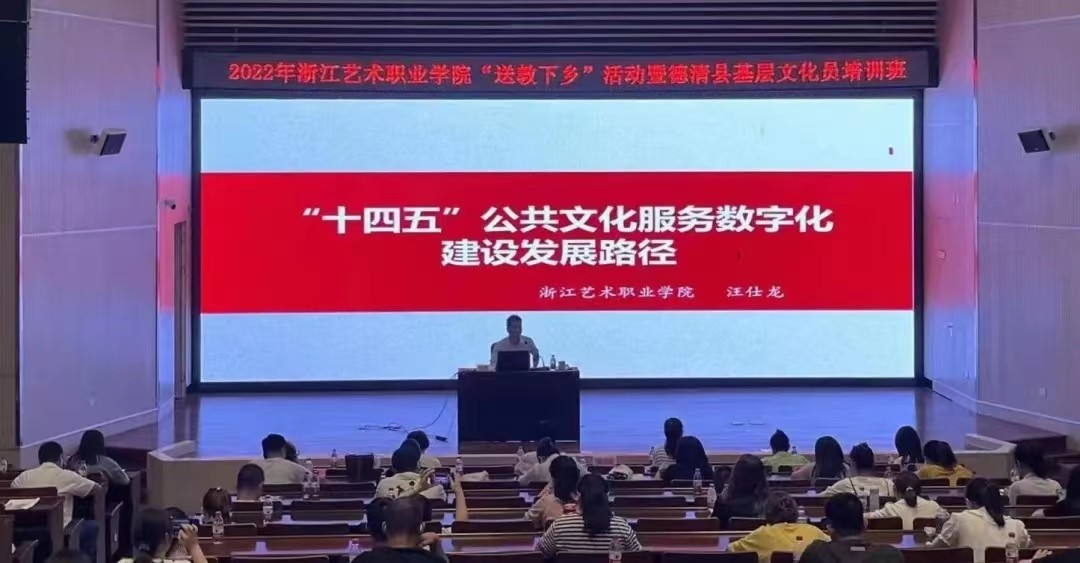 2022年浙江艺术职业学院“送教下乡”活动暨德清县基层文化员培训班
“十四五”公共文化服务数字化
建设发展路径
浙江艺术职业学院 汪仕龙